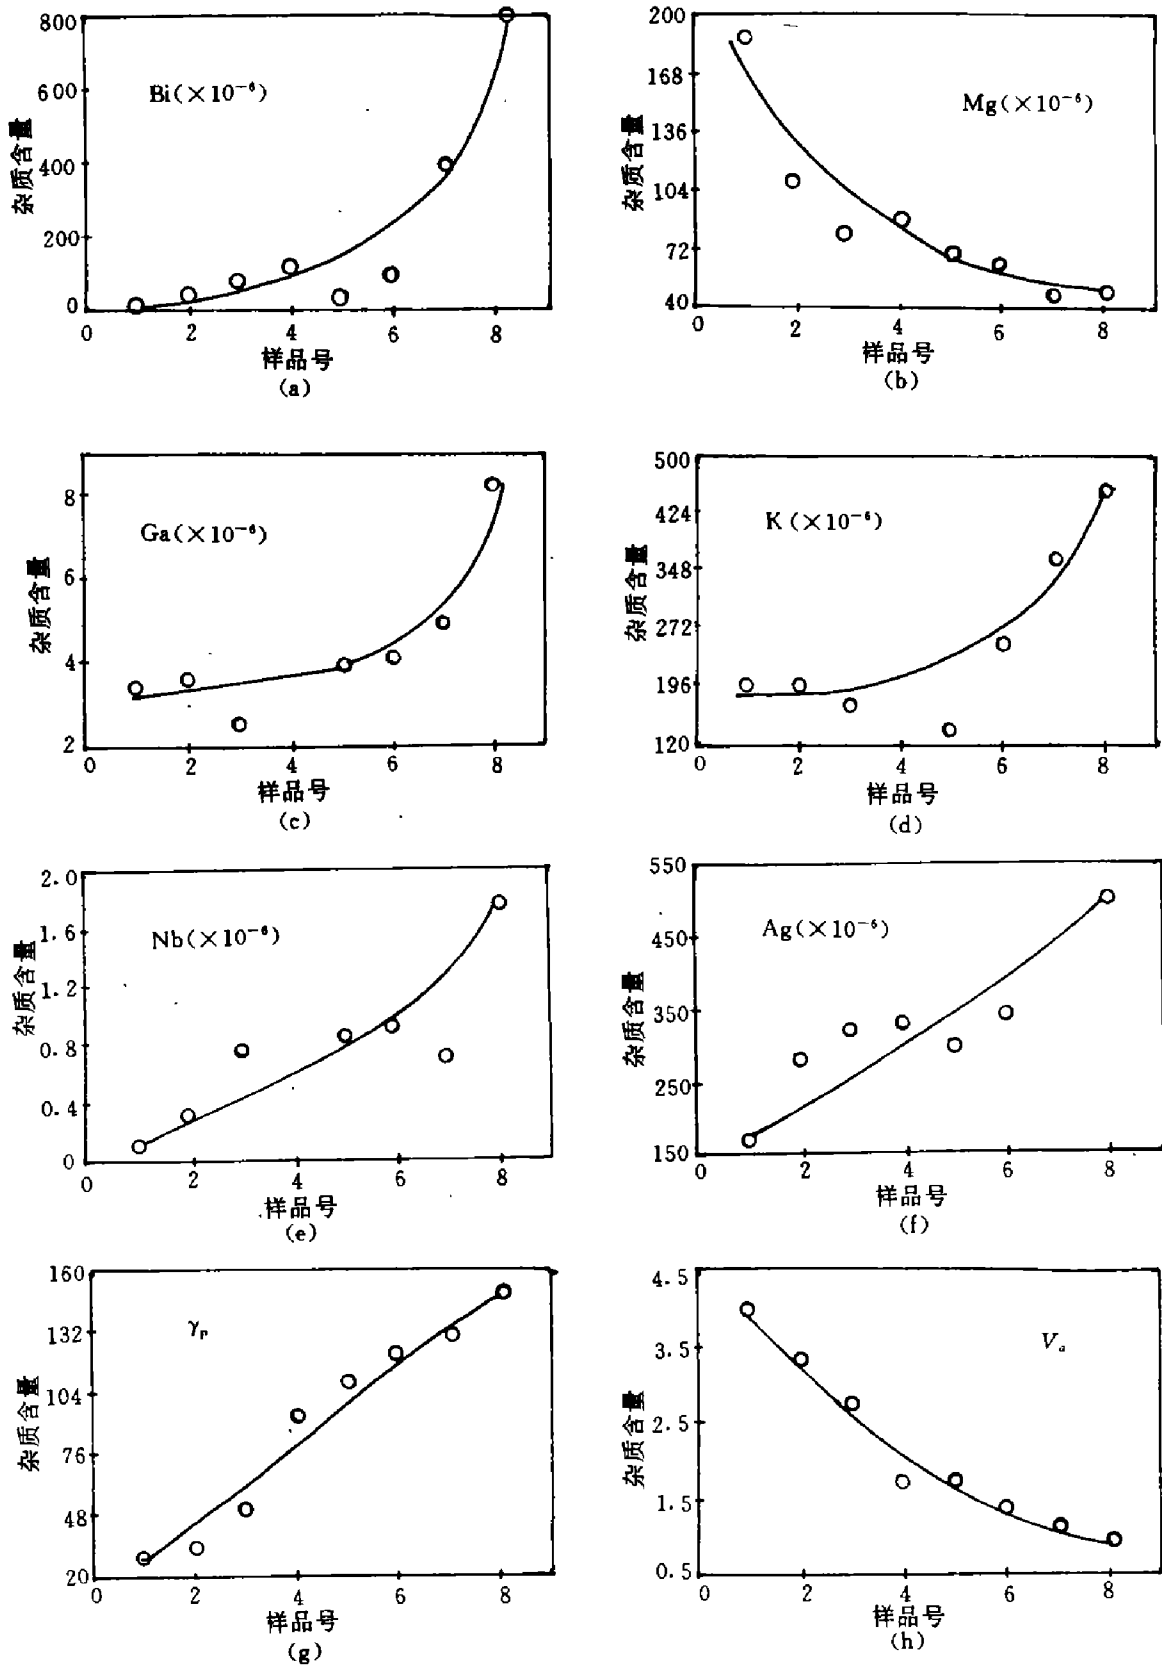 800
600
400
200
0
杂质含量
Bi(×10⁻⁶)
0 2 4 6 8
样品号
(a)
200
168
136
104
72
40
杂质含量
Mg(×10⁻⁶)
0 2 4 6 8
样品号
(b)
8
6
4
2
杂质含量
Ga(×10⁻⁶)
0 2 4 6 8
样品号
(c)
500
424
348
272
196
120
杂质含量
K(×10⁻⁶)
0 2 4 6 8
样品号
(d)
2.0
1.6
1.2
0.8
0.4
0
杂质含量
Nb(×10⁻⁶)
0 2 4 6 8
样品号
(e)
550
450
350
250
150
杂质含量
Ag(×10⁻⁶)
0 2 4 6 8
样品号
(f)
160
132
104
76
48
20
杂质含量
γₚ
0 2 4 6 8
样品号
(g)
4.5
3.5
2.5
1.5
0.5
杂质含量
Vₐ
0 2 4 6 8
样品号
(h)